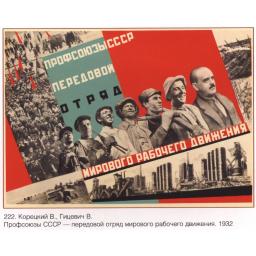 ПРОФСОЮЗЫ СССР
ПЕРЕДОВОЙ
ОТРЯД
МИРОВОГО РАБОЧЕГО ДВИЖЕНИЯ
222. Корецкий В., Гицевич В.
Профсоюзы СССР — передовой отряд мирового рабочего движения. 1932